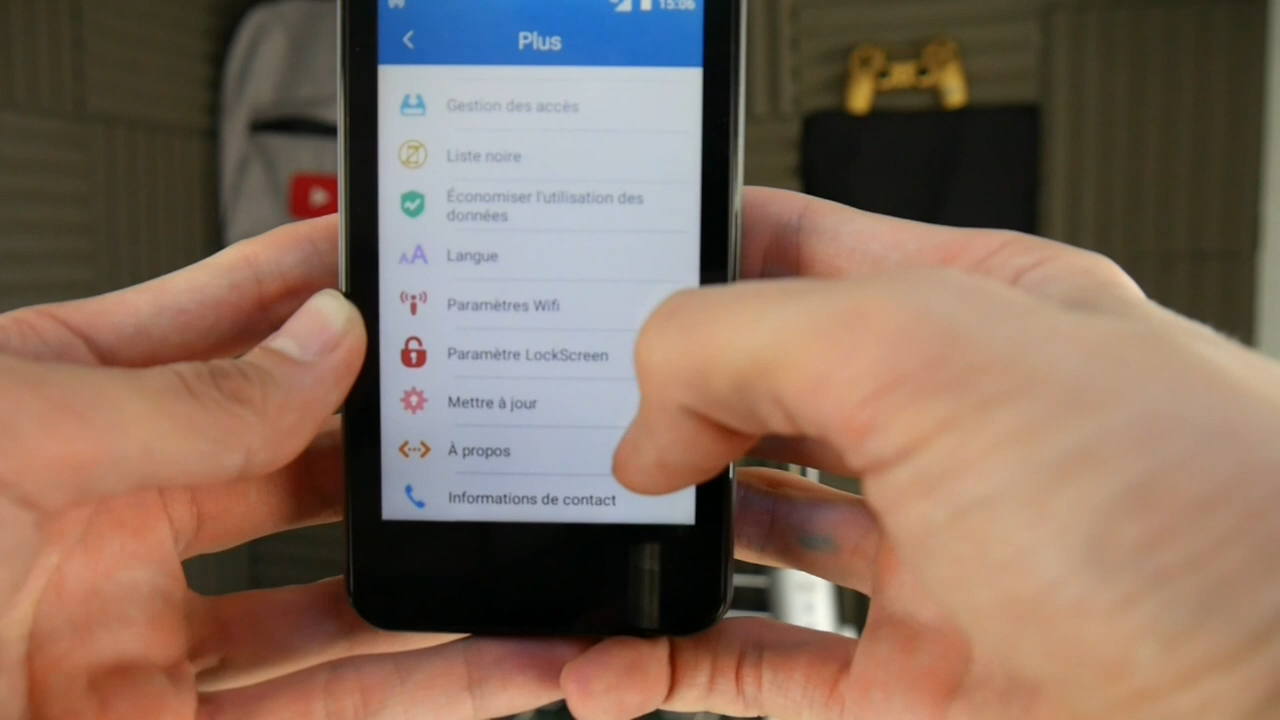 15:06
Plus
Gestion des accès
Liste noire
Économiser l'utilisation des
données
Langue
Paramètres Wifi
Paramètre LockScreen
Mettre à jour
À propos
Informations de contact